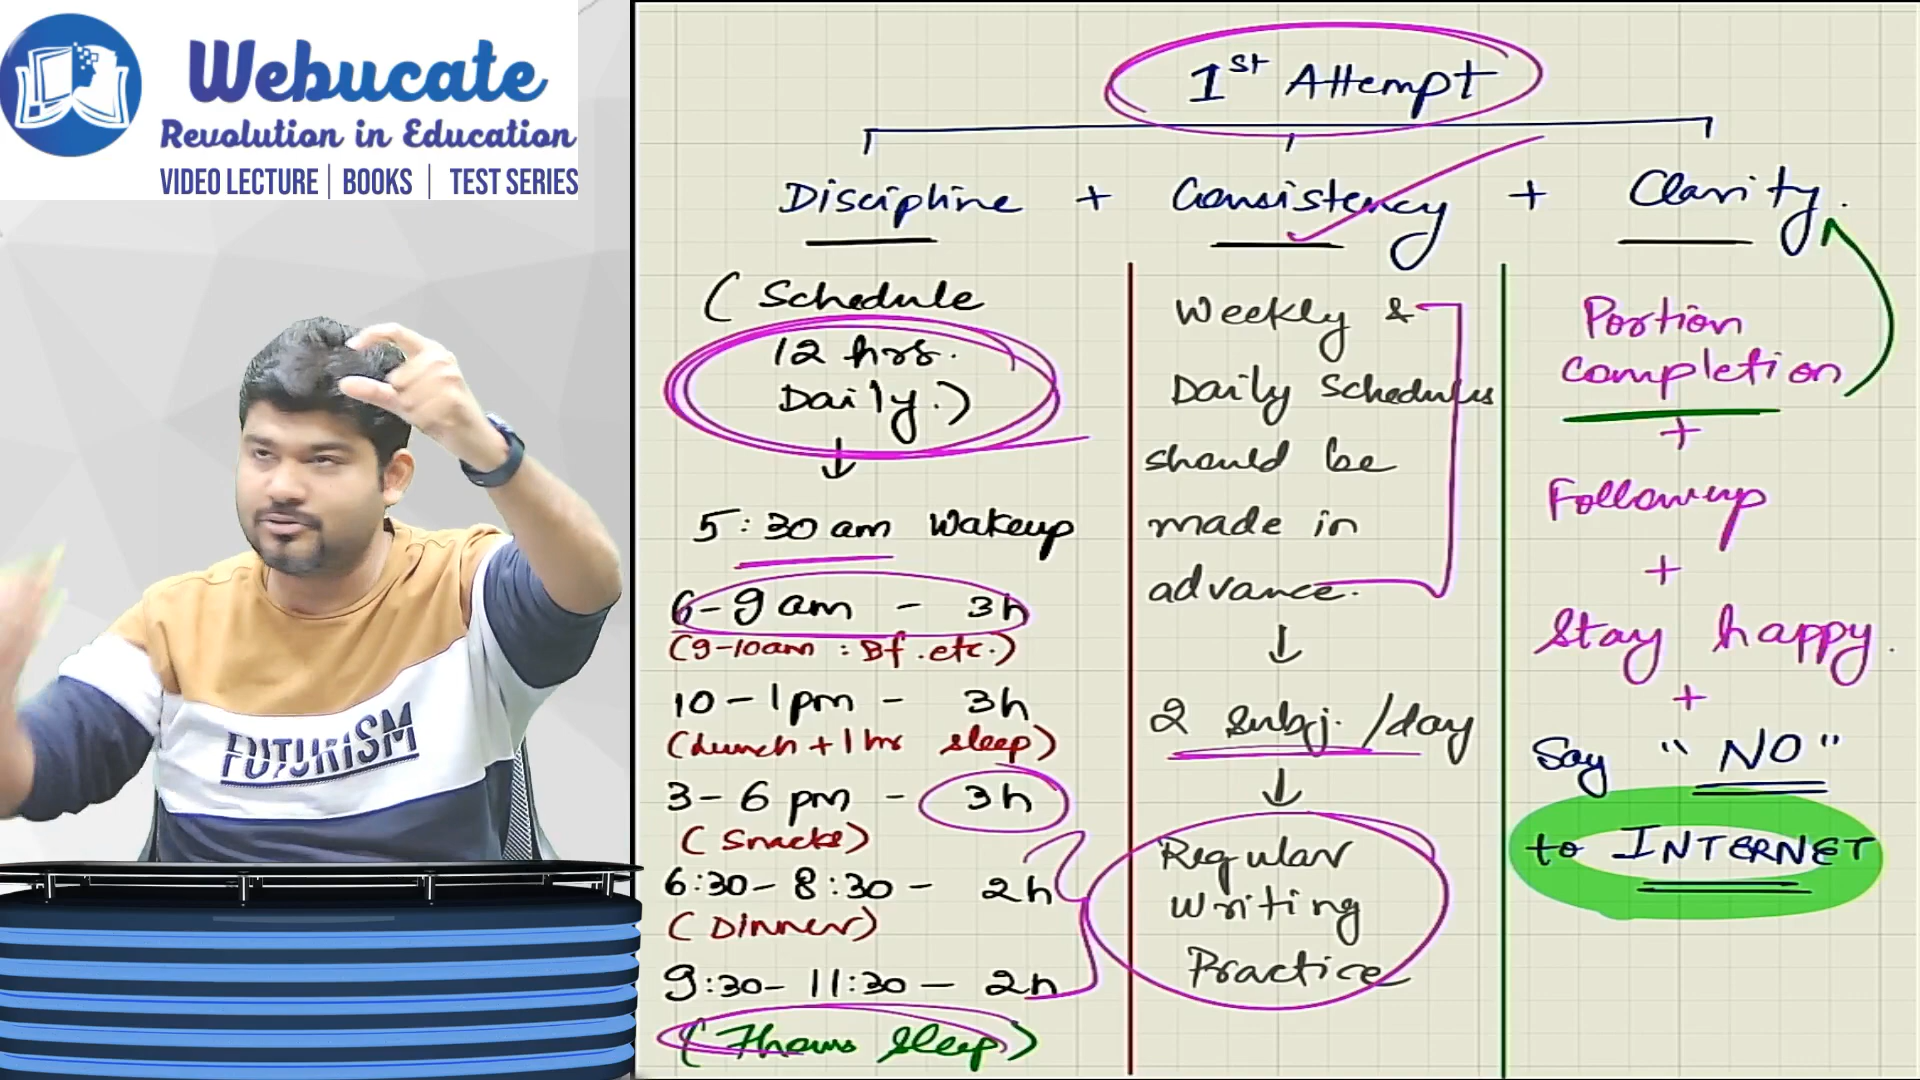 Webucate
Revolution in Education
VIDEO LECTURE | BOOKS | TEST SERIES
FUTURISM
1st Attempt
Discipline + Consistency + Clarity.
(Schedule
12 hrs.
Daily.)
↓
5:30 am Wakeup
6-9 am - 3h
(9-10am : Bf. etc.)
10-1pm - 3h
(Lunch + 1 hr sleep)
3-6 pm - 3h
(Snacks)
6:30-8:30 - 2h
(Dinner)
9:30-11:30 - 2h
(7hours sleep)
Weekly &
Daily Schedules
should be
made in
advance.
↓
2 subj./day
↓
Regular
Writing
Practice
Portion
completion
+
Followup
+
Stay happy.
+
Say "NO"
to INTERNET